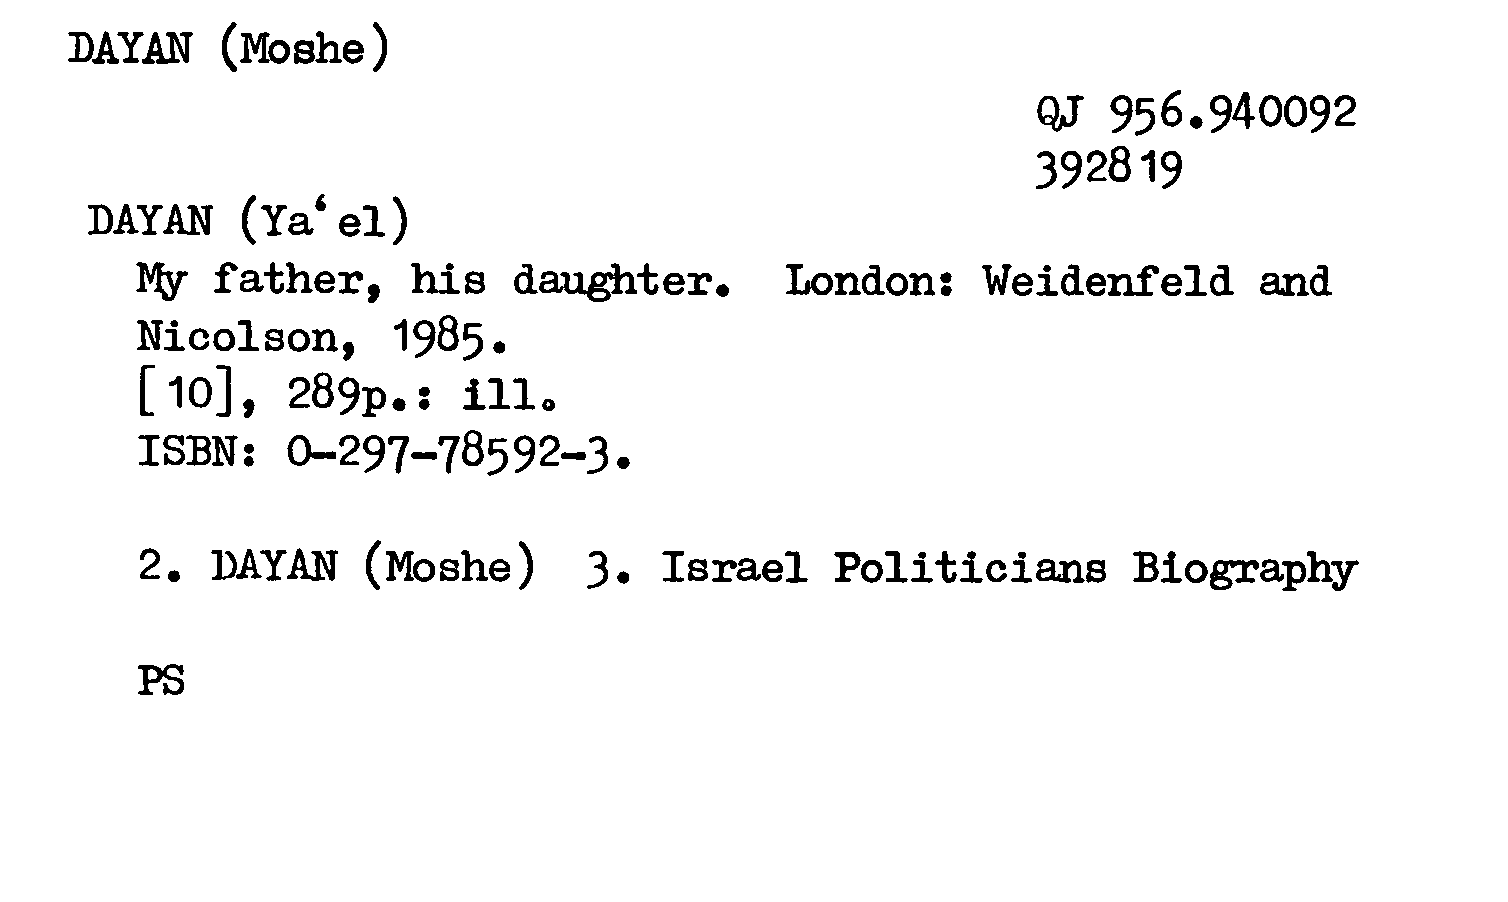 DAYAN (Moshe)
QJ 956.940092
392819
DAYAN (Ya‘el)
My father, his daughter. London: Weidenfeld and
Nicolson, 1985.
[10], 289p.: ill.
ISBN: 0-297-78592-3.
2. DAYAN (Moshe) 3. Israel Politicians Biography
PS